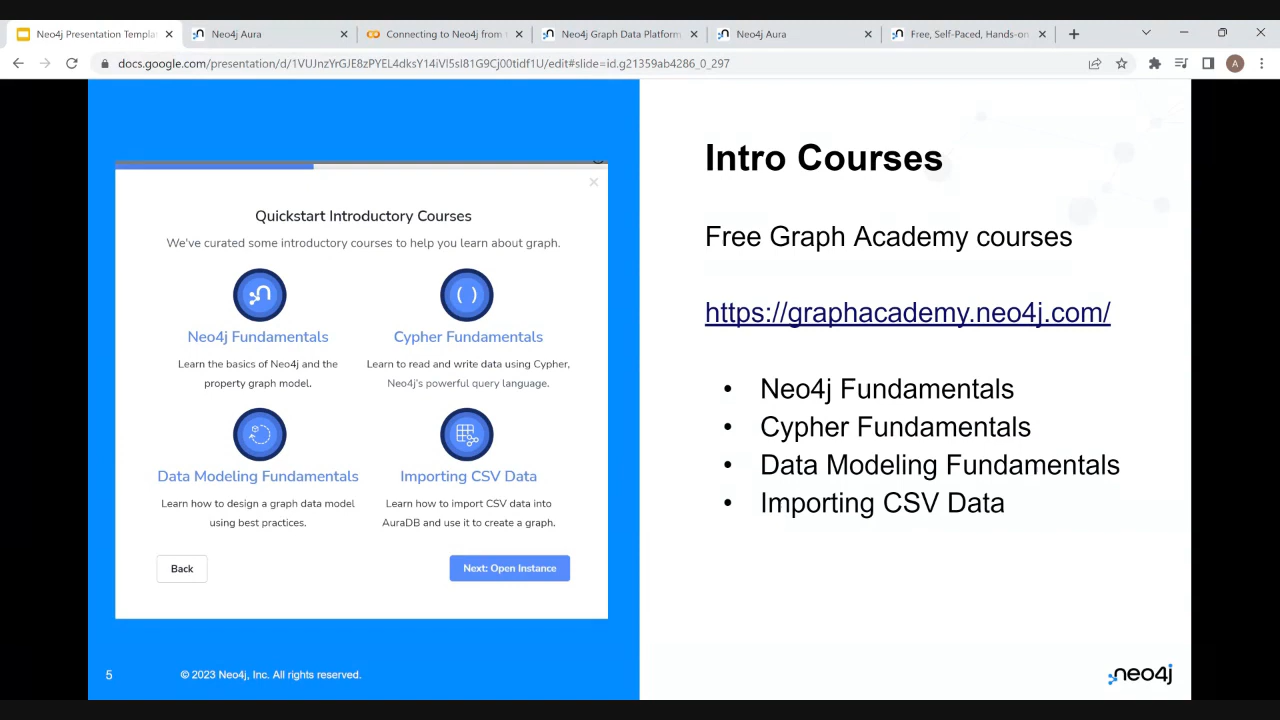 Neo4j Presentation Templa
Neo4j Aura
Connecting to Neo4j from t
Neo4j Graph Data Platform
Neo4j Aura
Free, Self-Paced, Hands-on
docs.google.com/presentation/d/1VUJnzYrGJE8zPYEL4dksY14iVl5sl81G9Cj00tidf1U/edit#slide=id.g21359ab4286_0_297
A
Quickstart Introductory Courses
We've curated some introductory courses to help you learn about graph.
Neo4j Fundamentals
Learn the basics of Neo4j and the
property graph model.
Cypher Fundamentals
Learn to read and write data using Cypher,
Neo4j's powerful query language.
Data Modeling Fundamentals
Learn how to design a graph data model
using best practices.
Importing CSV Data
Learn how to import CSV data into
AuraDB and use it to create a graph.
Back
Next: Open Instance
5
© 2023 Neo4j, Inc. All rights reserved.
Intro Courses
Free Graph Academy courses
https://graphacademy.neo4j.com/
• Neo4j Fundamentals
• Cypher Fundamentals
• Data Modeling Fundamentals
• Importing CSV Data
neo4j